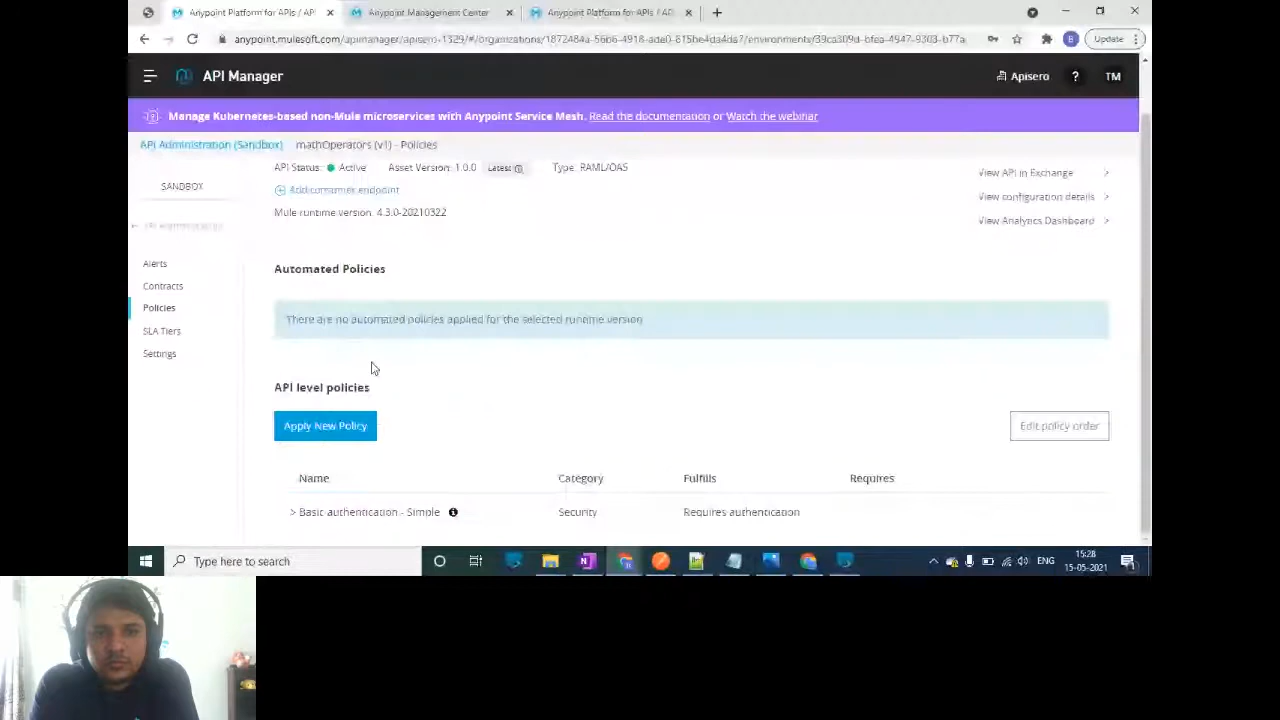 Anypoint Platform for APIs / API
Anypoint Management Center
Anypoint Platform for APIs / API
API Manager
Apisero
?
TM
Update
B
Manage Kubernetes-based non-Mule microservices with Anypoint Service Mesh. Read the documentation or Watch the webinar
API Administration (Sandbox) mathOperators (v1) - Policies
SANDBOX
API Status: Active Asset Version: 1.0.0 Latest Type: RAML/OAS
Add consumer endpoint
Mule runtime version: 4.3.0-20210322
View API in Exchange >
View configuration details >
View Analytics Dashboard >
API Administration
Alerts
Contracts
Policies
SLA Tiers
Settings
Automated Policies
There are no automated policies applied for the selected runtime version
API level policies
Apply New Policy
Edit policy order
Name Category Fulfills Requires
> Basic authentication - Simple Security Requires authentication
Type here to search
ENG
15:28
15-05-2021